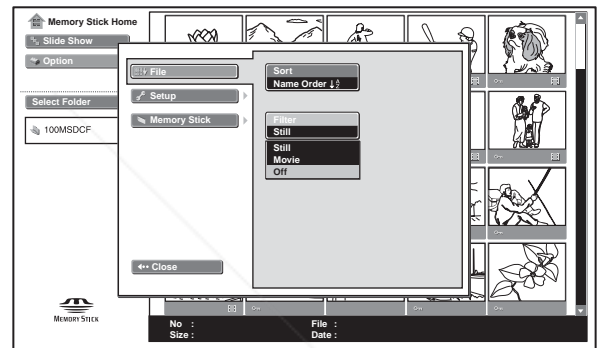 Memory Stick Home
Slide Show
Option
Select Folder
100MSDCF
File
Setup
Memory Stick
Close
Sort
Name Order
Filter
Still
Still
Movie
Off
MEMORY STICK
No :
File :
Size :
Date :